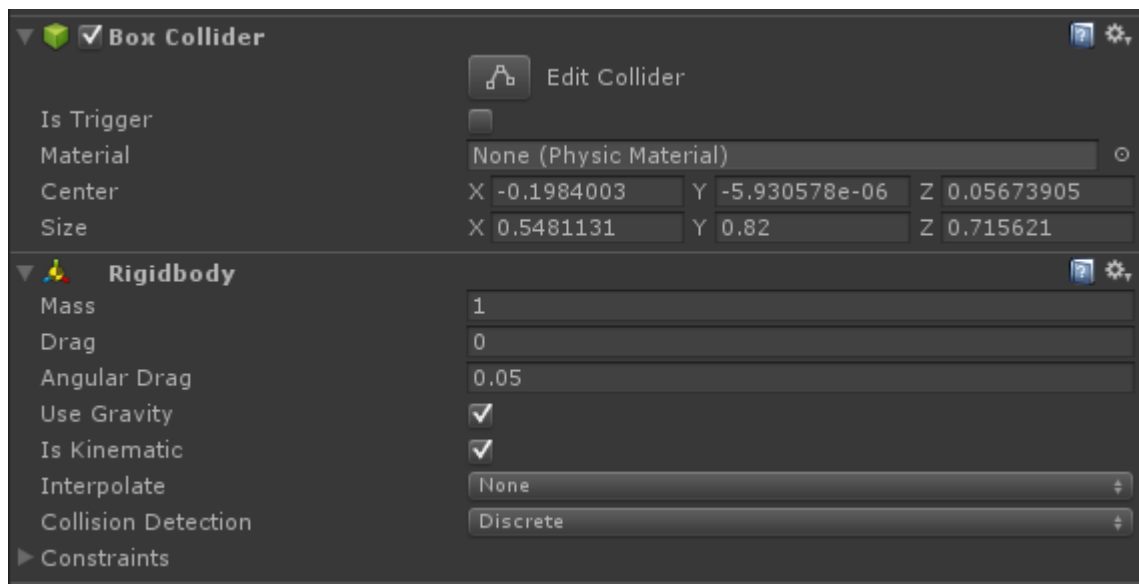 Box Collider
Edit Collider
Is Trigger
Material None (Physic Material)
Center X -0.1984003 Y -5.930578e-06 Z 0.05673905
Size X 0.5481131 Y 0.82 Z 0.715621
Rigidbody
Mass 1
Drag 0
Angular Drag 0.05
Use Gravity
Is Kinematic
Interpolate None
Collision Detection Discrete
Constraints